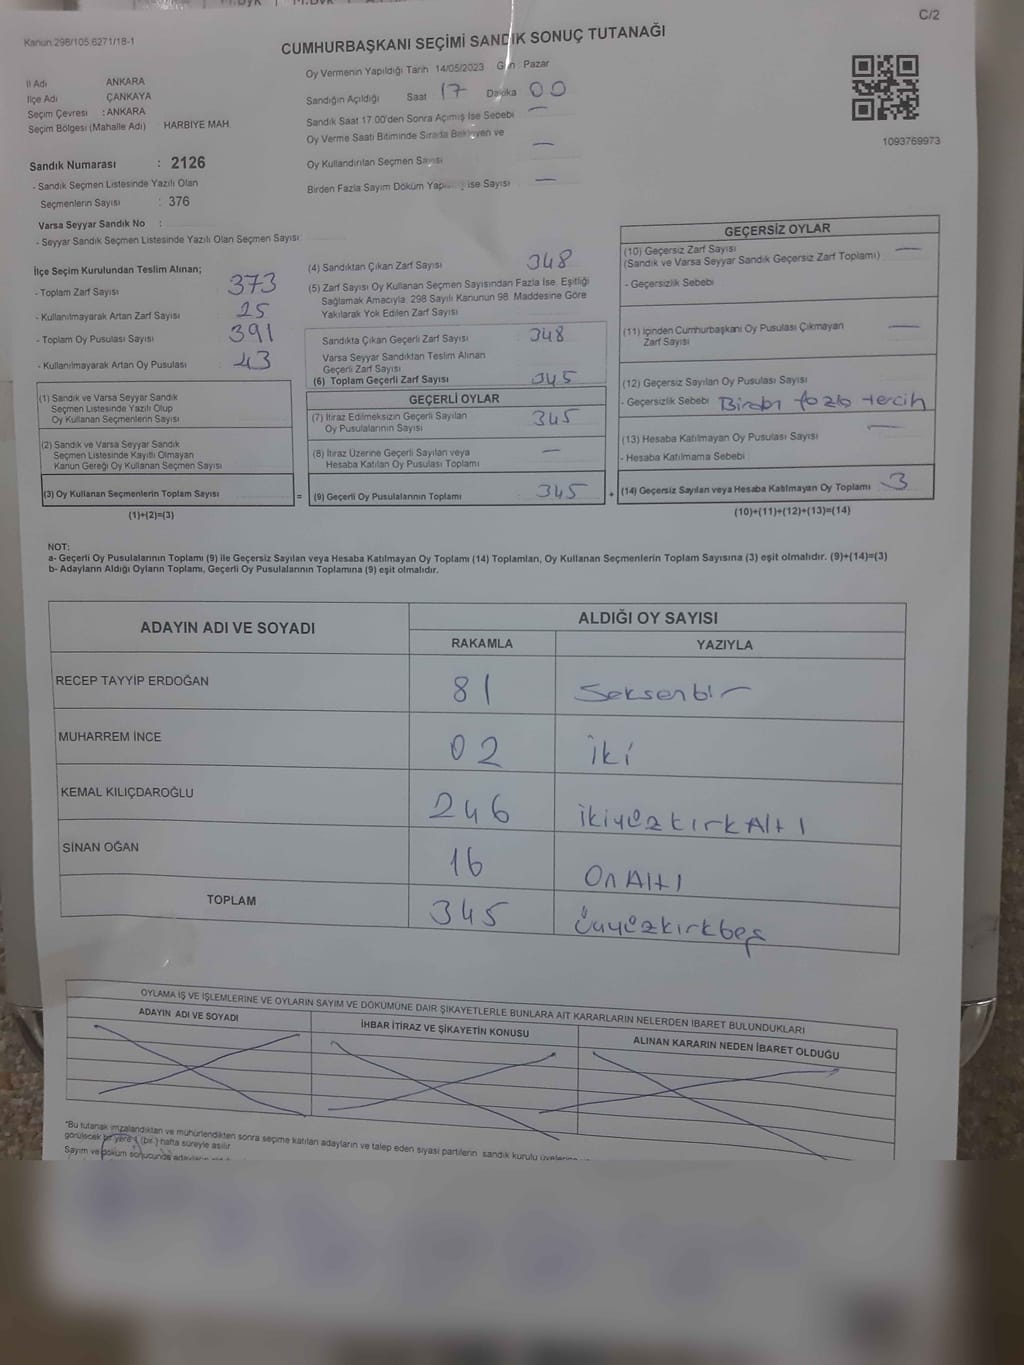 C/2
Kanun:298/105.6271/18-1
CUMHURBAŞKANI SEÇİMİ SANDIK SONUÇ TUTANAĞI
İl Adı ANKARA
İlçe Adı ÇANKAYA
Seçim Çevresi : ANKARA
Seçim Bölgesi (Mahalle Adı) HARBİYE MAH.
Sandık Numarası : 2126
- Sandık Seçmen Listesinde Yazılı Olan
Seçmenlerin Sayısı : 376
Varsa Seyyar Sandık No :
- Seyyar Sandık Seçmen Listesinde Yazılı Olan Seçmen Sayısı
Oy Vermenin Yapıldığı Tarih 14/05/2023 Gün Pazar
Sandığın Açıldığı Saat 17 Dakika 00
Sandık Saat 17.00'den Sonra Açımış İse Sebebi —
Oy Verme Saati Bitiminde Sırada Bekleyen ve
Oy Kullandırılan Seçmen Sayısı —
Birden Fazla Sayım Döküm ise Sayısı —
1093769973
İlçe Seçim Kurulundan Teslim Alınan;
- Toplam Zarf Sayısı : 373
- Kullanılmayarak Artan Zarf Sayısı : 25
- Toplam Oy Pusulası Sayısı : 391
- Kullanılmayarak Artan Oy Pusulası : 43
(1) Sandık ve Varsa Seyyar Sandık
Seçmen Listesinde Yazılı Olup
Oy Kullanan Seçmenlerin Sayısı
(2) Sandık ve Varsa Seyyar Sandık
Seçmen Listesinde Kayıtlı Olmayan
Kanun Gereği Oy Kullanan Seçmen Sayısı
(3) Oy Kullanan Seçmenlerin Toplam Sayısı
(1)+(2)=(3)
(4) Sandıktan Çıkan Zarf Sayısı 348
(5) Zarf Sayısı Oy Kullanan Seçmen Sayısından Fazla İse, Eşitliği
Sağlamak Amacıyla 298 Sayılı Kanunun 98. Maddesine Göre
Yakılarak Yok Edilen Zarf Sayısı
Sandıkta Çıkan Geçerli Zarf Sayısı : 348
Varsa Seyyar Sandıktan Teslim Alınan
Geçerli Zarf Sayısı
(6) Toplam Geçerli Zarf Sayısı : 345
GEÇERLİ OYLAR
(7) İtiraz Edilmeksizin Geçerli Sayılan
Oy Pusulalarının Sayısı : 345
(8) İtiraz Üzerine Geçerli Sayılan veya
Hesaba Katılan Oy Pusulası Toplamı —
= (9) Geçerli Oy Pusulalarının Toplamı : 345 +
GEÇERSİZ OYLAR
(10) Geçersiz Zarf Sayısı —
(Sandık ve Varsa Seyyar Sandık Geçersiz Zarf Toplamı)
- Geçersizlik Sebebi
(11) İçinden Cumhurbaşkanı Oy Pusulası Çıkmayan
Zarf Sayısı —
(12) Geçersiz Sayılan Oy Pusulası Sayısı
- Geçersizlik Sebebi Birden fazla tercih
(13) Hesaba Katılmayan Oy Pusulası Sayısı —
- Hesaba Katılmama Sebebi
(14) Geçersiz Sayılan veya Hesaba Katılmayan Oy Toplamı 3
(10)+(11)+(12)+(13)=(14)
NOT:
a- Geçerli Oy Pusulalarının Toplamı (9) ile Geçersiz Sayılan veya Hesaba Katılmayan Oy Toplamı (14) Toplamları, Oy Kullanan Seçmenlerin Toplam Sayısına (3) eşit olmalıdır. (9)+(14)=(3)
b- Adayların Aldığı Oyların Toplamı, Geçerli Oy Pusulalarının Toplamına (9) eşit olmalıdır.
ADAYIN ADI VE SOYADI ALDIĞI OY SAYISI
RAKAMLA YAZIYLA
RECEP TAYYİP ERDOĞAN 81 Seksenbir
MUHARREM İNCE 02 iki
KEMAL KILIÇDAROĞLU 246 ikiyüzkırkAltı
SİNAN OĞAN 16 OnAltı
TOPLAM 345 üçyüzkırkbeş
OYLAMA İŞ VE İŞLEMLERİNE VE OYLARIN SAYIM VE DÖKÜMÜNE DAİR ŞİKAYETLERLE BUNLARA AİT KARARLARIN NELERDEN İBARET BULUNDUKLARI
ADAYIN ADI VE SOYADI İHBAR İTİRAZ VE ŞİKAYETİN KONUSU ALINAN KARARIN NEDEN İBARET OLDUĞU
*Bu tutanak imzalandıktan ve mühürlendikten sonra seçime katılan adayların ve talep eden siyasi partilerin sandık kurulu
görülecek bir yere 1 (bir) hafta süreyle asılır.
Sayım ve döküm sonucunda